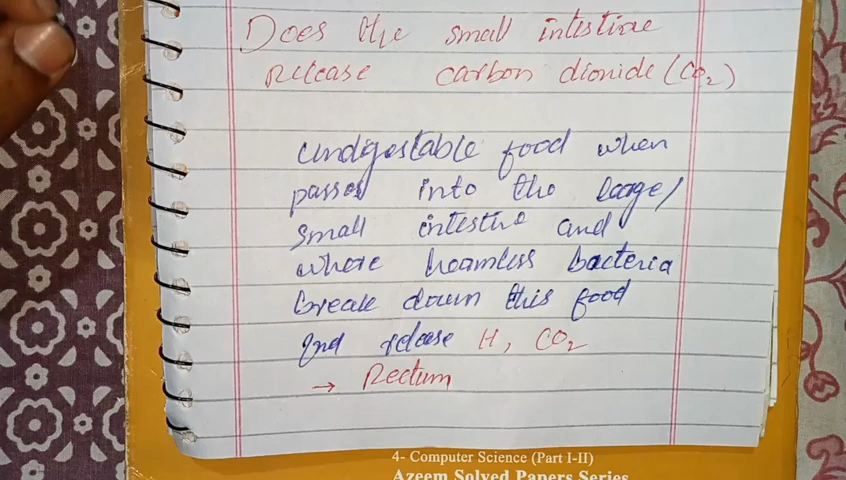 Does the small intistine
release carbon dioxide (CO2)
undigestable food when
passes into the large/
small intestine and
where harmless bacteria
break down this food
and release H, CO2
→ Rectum
4- Computer Science (Part I-II)
Azeem Solved Papers Series